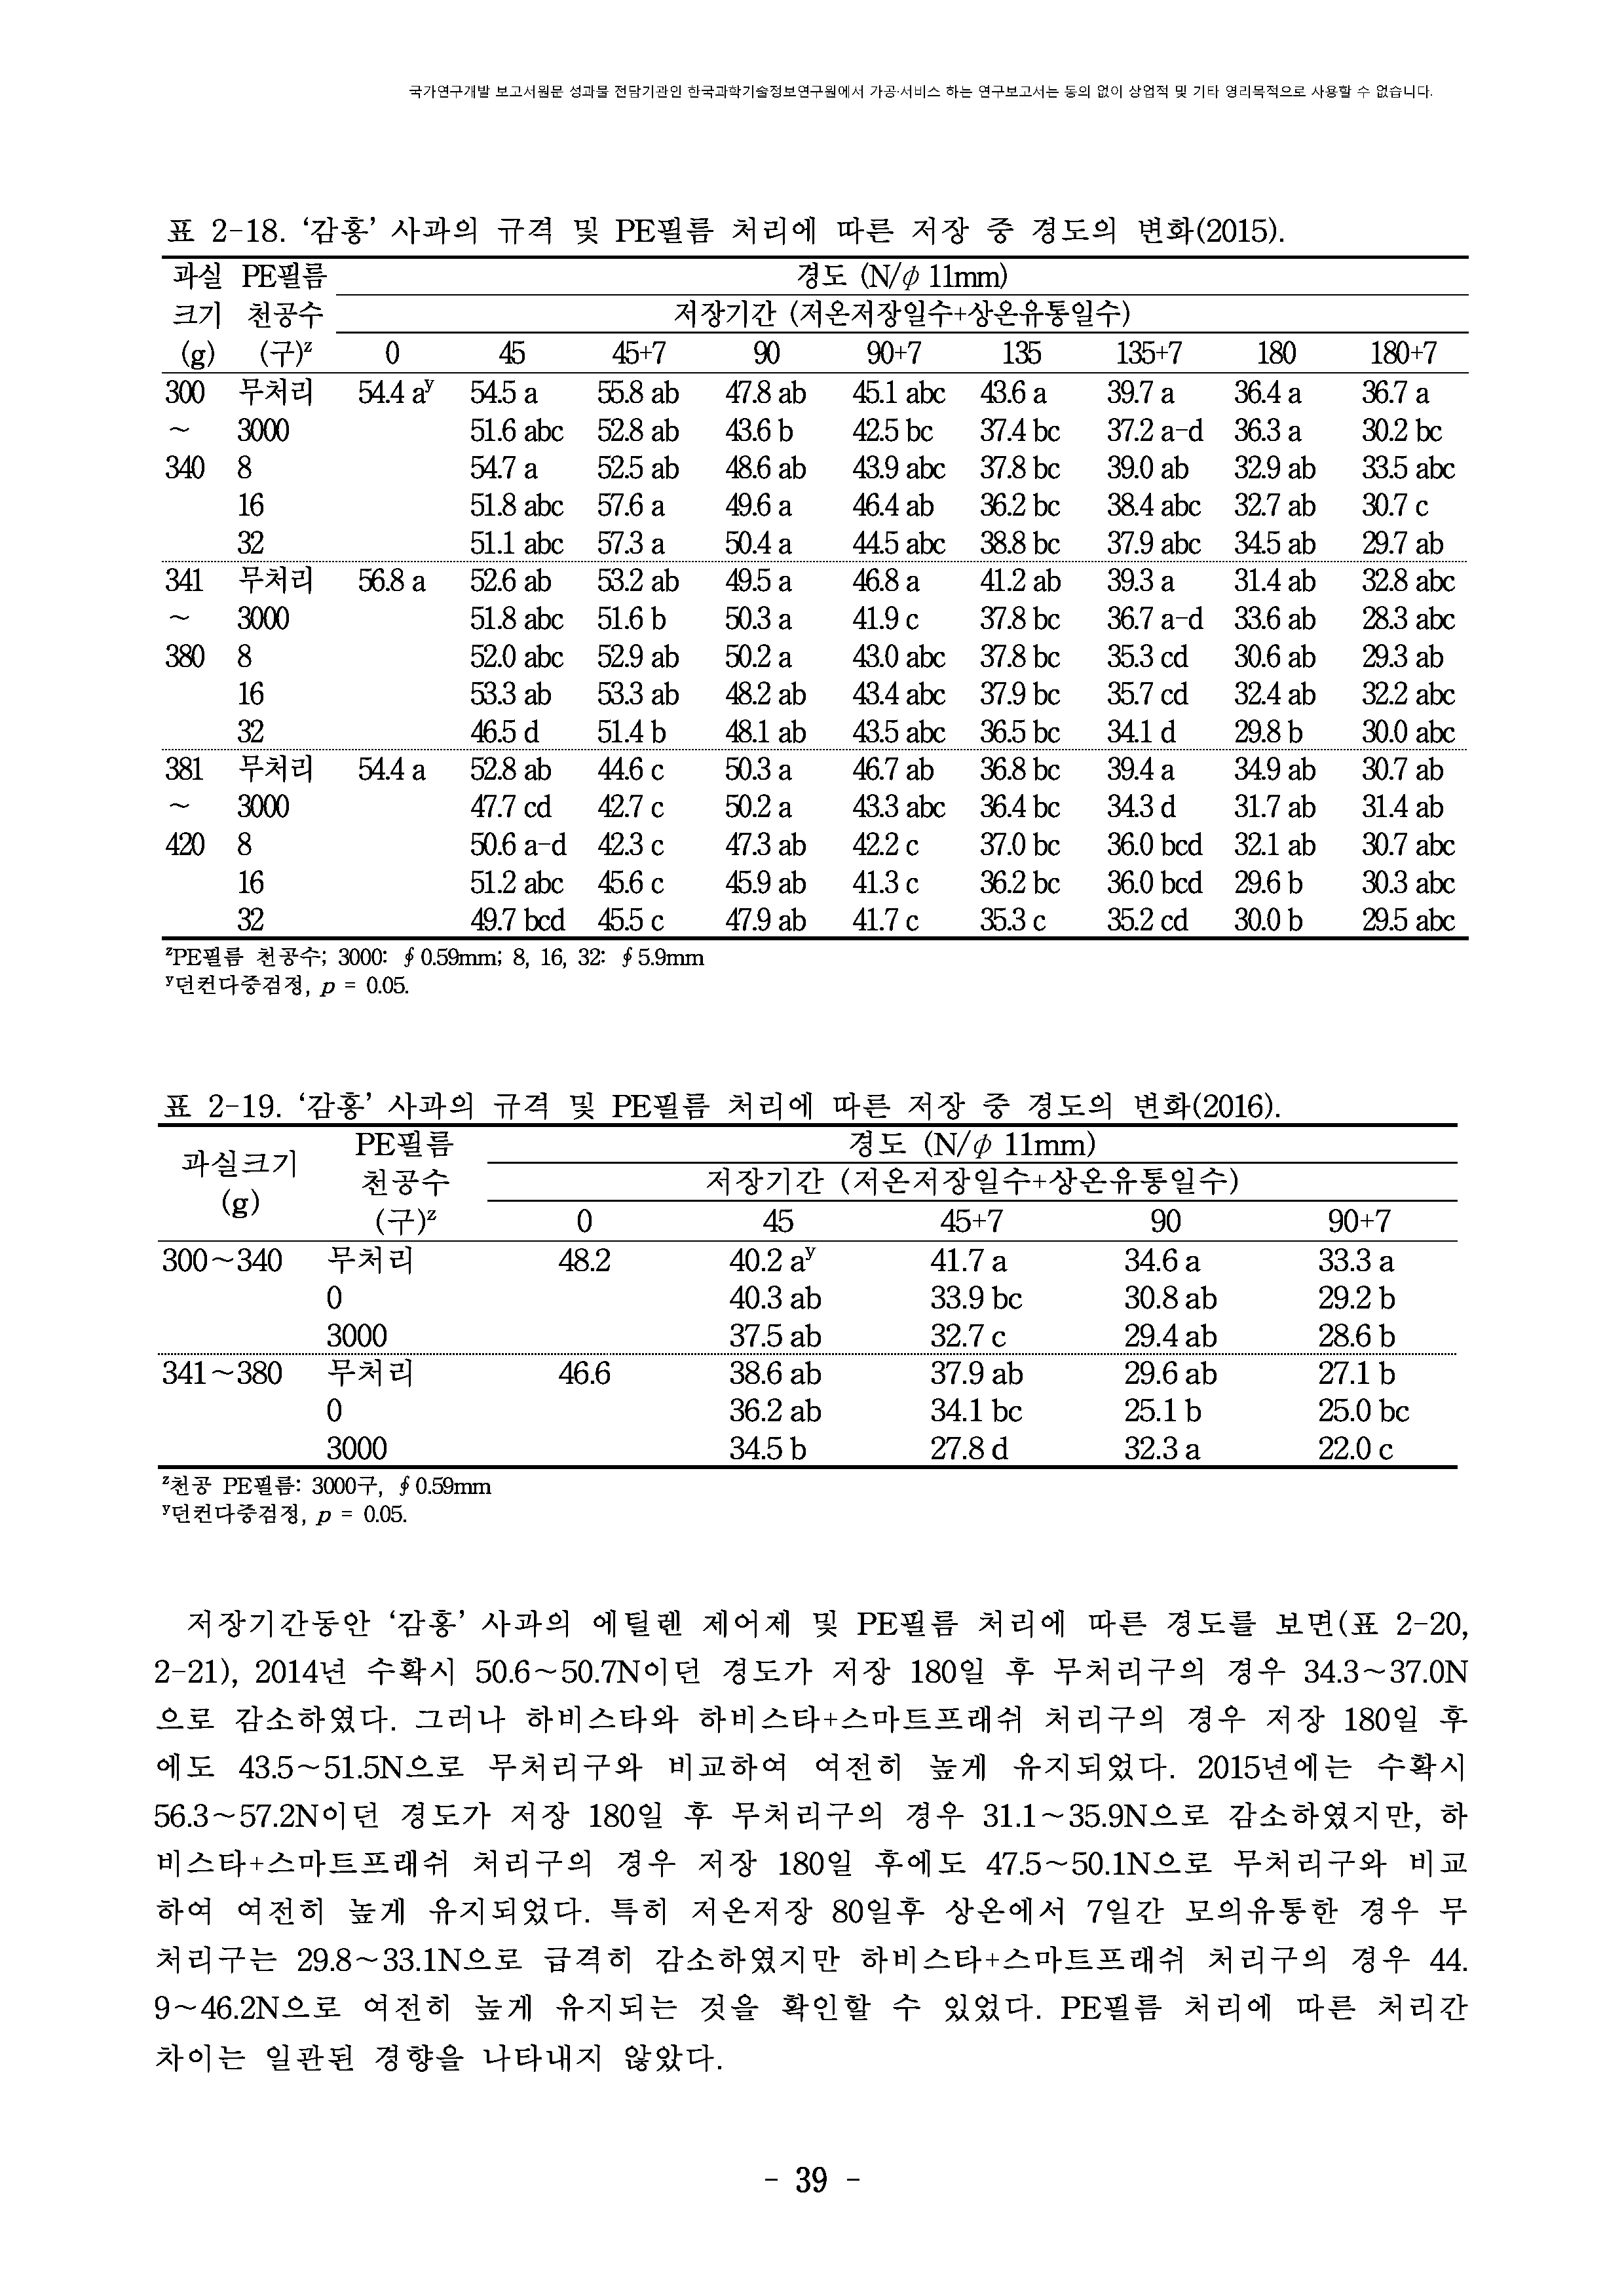 국가연구개발 보고서원문 성과물 전담기관인 한국과학기술정보연구원에서 가공·서비스 하는 연구보고서는 동의 없이 상업적 및 기타 영리목적으로 사용할 수 없습니다.
표 2-18. ‘감홍’ 사과의 규격 및 PE필름 처리에 따른 저장 중 경도의 변화(2015).
과실 PE필름 경도 (N/φ 11mm)
크기 천공수 저장기간 (저온저장일수+상온유통일수)
(g) (구)ᶻ 0 45 45+7 90 90+7 135 135+7 180 180+7
300 무처리 54.4 aʸ 54.5 a 55.8 ab 47.8 ab 45.1 abc 43.6 a 39.7 a 36.4 a 36.7 a
~ 3000 51.6 abc 52.8 ab 43.6 b 42.5 bc 37.4 bc 37.2 a-d 36.3 a 30.2 bc
340 8 54.7 a 52.5 ab 48.6 ab 43.9 abc 37.8 bc 39.0 ab 32.9 ab 33.5 abc
16 51.8 abc 57.6 a 49.6 a 46.4 ab 36.2 bc 38.4 abc 32.7 ab 30.7 c
32 51.1 abc 57.3 a 50.4 a 44.5 abc 38.8 bc 37.9 abc 34.5 ab 29.7 ab
341 무처리 56.8 a 52.6 ab 53.2 ab 49.5 a 46.8 a 41.2 ab 39.3 a 31.4 ab 32.8 abc
~ 3000 51.8 abc 51.6 b 50.3 a 41.9 c 37.8 bc 36.7 a-d 33.6 ab 28.3 abc
380 8 52.0 abc 52.9 ab 50.2 a 43.0 abc 37.8 bc 35.3 cd 30.6 ab 29.3 ab
16 53.3 ab 53.3 ab 48.2 ab 43.4 abc 37.9 bc 35.7 cd 32.4 ab 32.2 abc
32 46.5 d 51.4 b 48.1 ab 43.5 abc 36.5 bc 34.1 d 29.8 b 30.0 abc
381 무처리 54.4 a 52.8 ab 44.6 c 50.3 a 46.7 ab 36.8 bc 39.4 a 34.9 ab 30.7 ab
~ 3000 47.7 cd 42.7 c 50.2 a 43.3 abc 36.4 bc 34.3 d 31.7 ab 31.4 ab
420 8 50.6 a-d 42.3 c 47.3 ab 42.2 c 37.0 bc 36.0 bcd 32.1 ab 30.7 abc
16 51.2 abc 45.6 c 45.9 ab 41.3 c 36.2 bc 36.0 bcd 29.6 b 30.3 abc
32 49.7 bcd 45.5 c 47.9 ab 41.7 c 35.3 c 35.2 cd 30.0 b 29.5 abc
ᶻPE필름 천공수; 3000: ∮0.59mm; 8, 16, 32: ∮5.9mm
ʸ던컨다중검정, p = 0.05.
표 2-19. ‘감홍’ 사과의 규격 및 PE필름 처리에 따른 저장 중 경도의 변화(2016).
과실크기 PE필름 경도 (N/φ 11mm)
(g) 천공수 저장기간 (저온저장일수+상온유통일수)
(구)ᶻ 0 45 45+7 90 90+7
300~340 무처리 48.2 40.2 aʸ 41.7 a 34.6 a 33.3 a
0 40.3 ab 33.9 bc 30.8 ab 29.2 b
3000 37.5 ab 32.7 c 29.4 ab 28.6 b
341~380 무처리 46.6 38.6 ab 37.9 ab 29.6 ab 27.1 b
0 36.2 ab 34.1 bc 25.1 b 25.0 bc
3000 34.5 b 27.8 d 32.3 a 22.0 c
ᶻ천공 PE필름: 3000구, ∮0.59mm
ʸ던컨다중검정, p = 0.05.
저장기간동안 ‘감홍’ 사과의 에틸렌 제어제 및 PE필름 처리에 따른 경도를 보면(표 2-20,
2-21), 2014년 수확시 50.6~50.7N이던 경도가 저장 180일 후 무처리구의 경우 34.3~37.0N
으로 감소하였다. 그러나 하비스타와 하비스타+스마트프래쉬 처리구의 경우 저장 180일 후
에도 43.5~51.5N으로 무처리구와 비교하여 여전히 높게 유지되었다. 2015년에는 수확시
56.3~57.2N이던 경도가 저장 180일 후 무처리구의 경우 31.1~35.9N으로 감소하였지만, 하
비스타+스마트프래쉬 처리구의 경우 저장 180일 후에도 47.5~50.1N으로 무처리구와 비교
하여 여전히 높게 유지되었다. 특히 저온저장 80일후 상온에서 7일간 모의유통한 경우 무
처리구는 29.8~33.1N으로 급격히 감소하였지만 하비스타+스마트프래쉬 처리구의 경우 44.
9~46.2N으로 여전히 높게 유지되는 것을 확인할 수 있었다. PE필름 처리에 따른 처리간
차이는 일관된 경향을 나타내지 않았다.
- 39 -